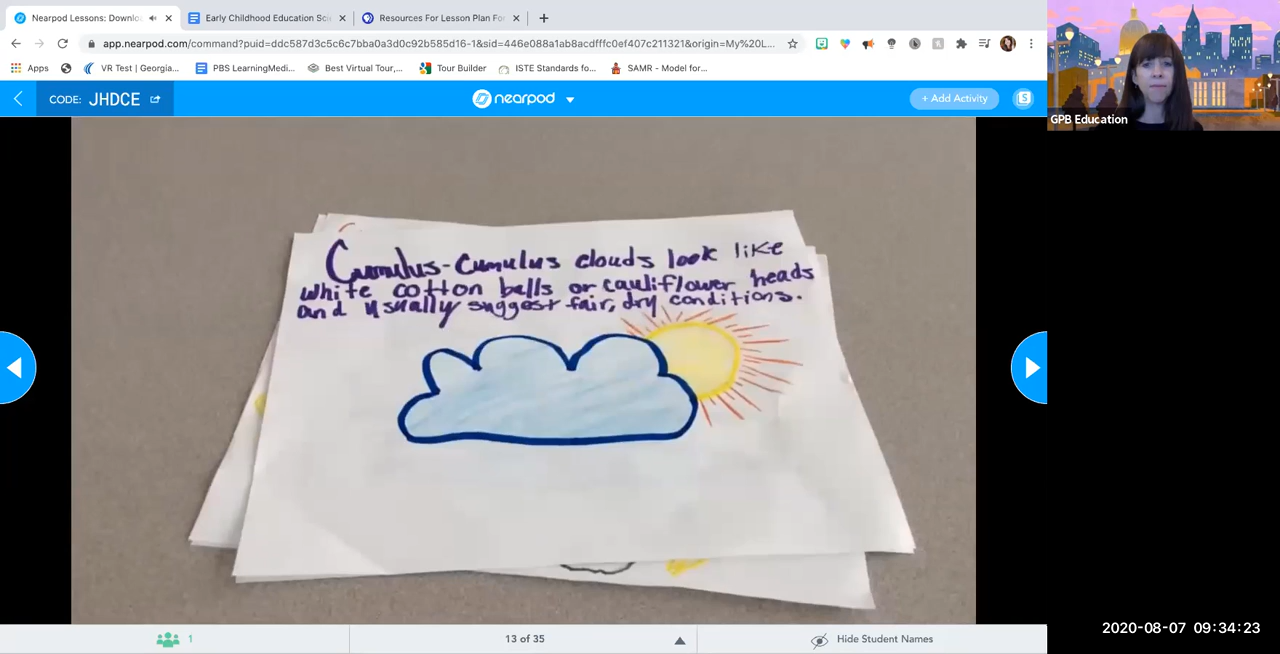 Nearpod Lessons: Downlo
Early Childhood Education Sci
Resources For Lesson Plan Fo
app.nearpod.com/command?puid=ddc587d3c5c6c7bba0a3d0c92b585d16-1&sid=446e083a1ab8acdfffc0ef407c211321&origin=My%20L...
Apps
VR Test | Georgia...
PBS LearningMedi...
Best Virtual Tour,...
Tour Builder
ISTE Standards fo...
SAMR - Model for...
CODE: JHDCE
nearpod
+ Add Activity
S
GPB Education
Cumulus-Cumulus clouds look like
white cotton balls or cauliflower heads
and usually suggest fair, dry conditions.
1
13 of 35
Hide Student Names
2020-08-07 09:34:23